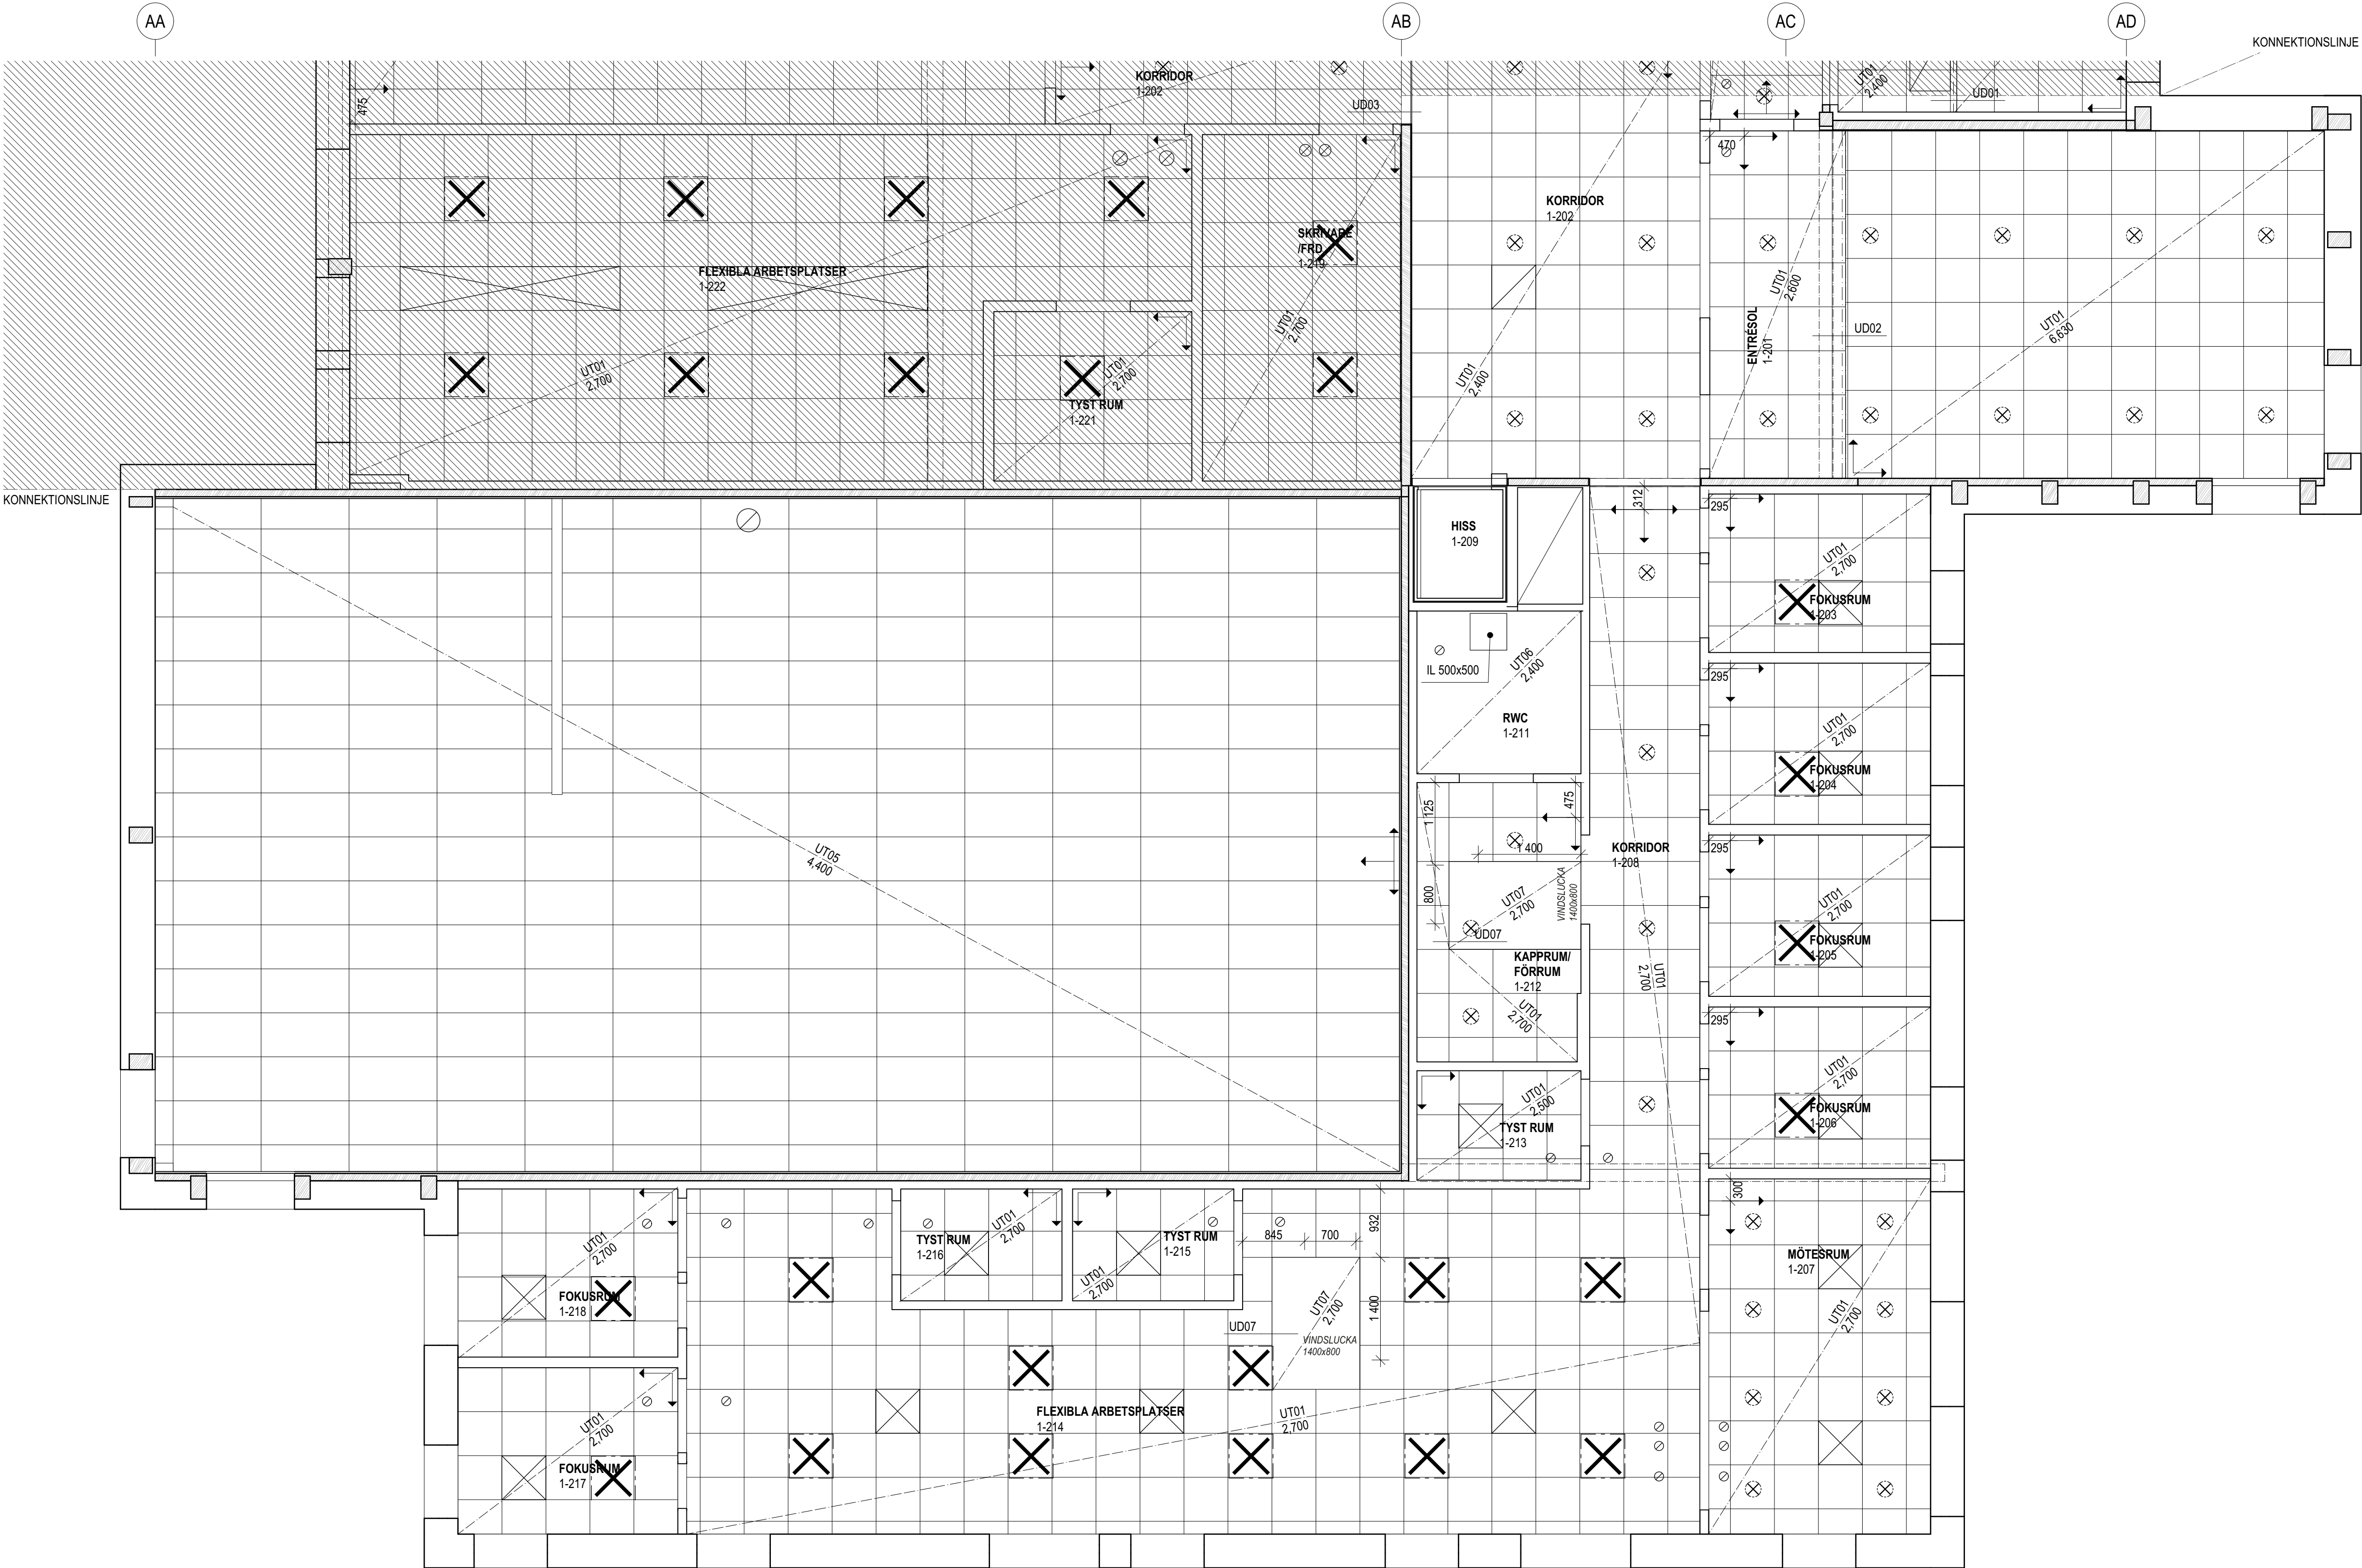 AA
AB
AC
AD
KONNEKTIONSLINJE
KORRIDOR
1-202
475
UD03
UT01
2,400
UD01
470
KORRIDOR
1-202
SKRIVARE
/FRD
1-219
FLEXIBLA ARBETSPLATSER
1-222
UT01
2,700
UT01
2,700
UT01
2,700
TYST RUM
1-221
UT01
2,400
UT01
2,600
ENTRÉSOL
1-201
UD02
UT01
6,630
KONNEKTIONSLINJE
HISS
1-209
312
295
UT01
2,700
FOKUSRUM
1-203
IL 500x500
UT06
2,400
RWC
1-211
295
UT01
2,700
FOKUSRUM
1-204
1 125
475
1 400
KORRIDOR
1-208
295
UT05
4,400
800
UT07
2,700
VINDSLUCKA
1400x800
UD07
UT01
2,700
FOKUSRUM
1-205
KAPPRUM/
FÖRRUM
1-212
UT01
2,700
UT01
2,700
295
UT01
2,700
FOKUSRUM
1-206
UT01
2,500
TYST RUM
1-213
300
UT01
2,700
FOKUSRUM
1-218
TYST RUM
1-216
UT01
2,700
TYST RUM
1-215
UT01
2,700
845
700
932
1 400
UT07
2,700
UD07
VINDSLUCKA
1400x800
MÖTESRUM
1-207
UT01
2,700
FLEXIBLA ARBETSPLATSER
1-214
UT01
2,700
UT01
2,700
FOKUSRUM
1-217